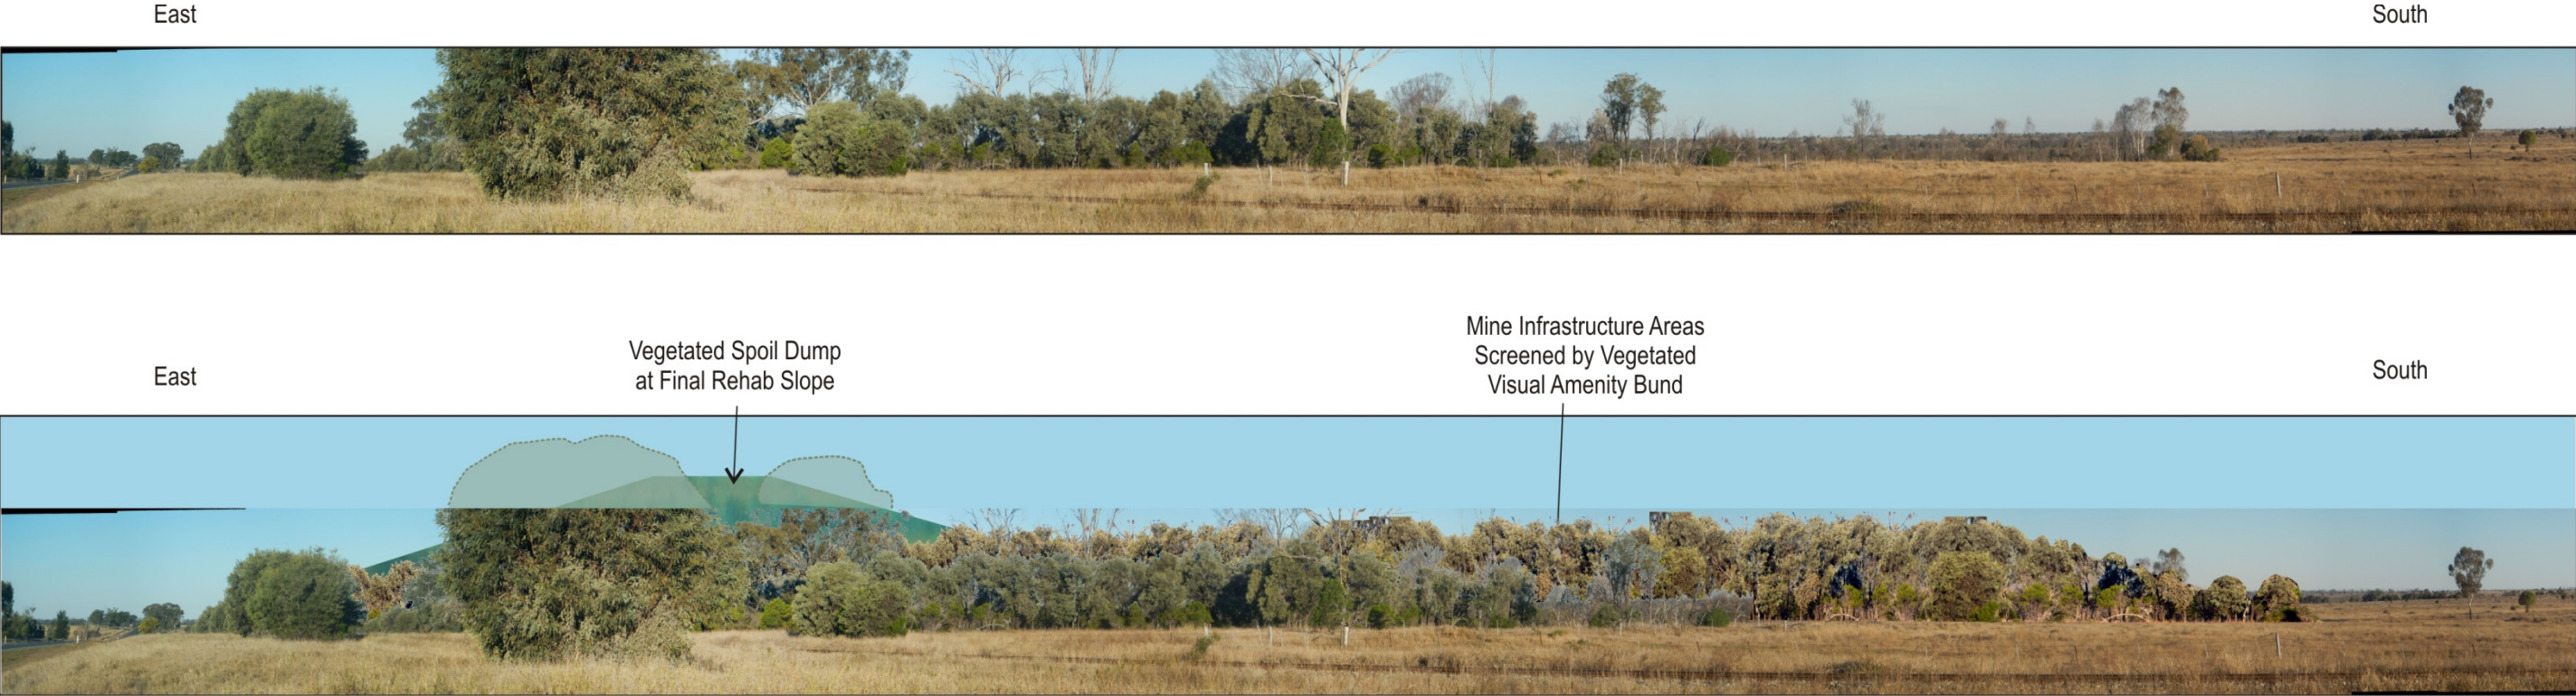 East
South
Vegetated Spoil Dump
at Final Rehab Slope
Mine Infrastructure Areas
Screened by Vegetated
Visual Amenity Bund
East
South